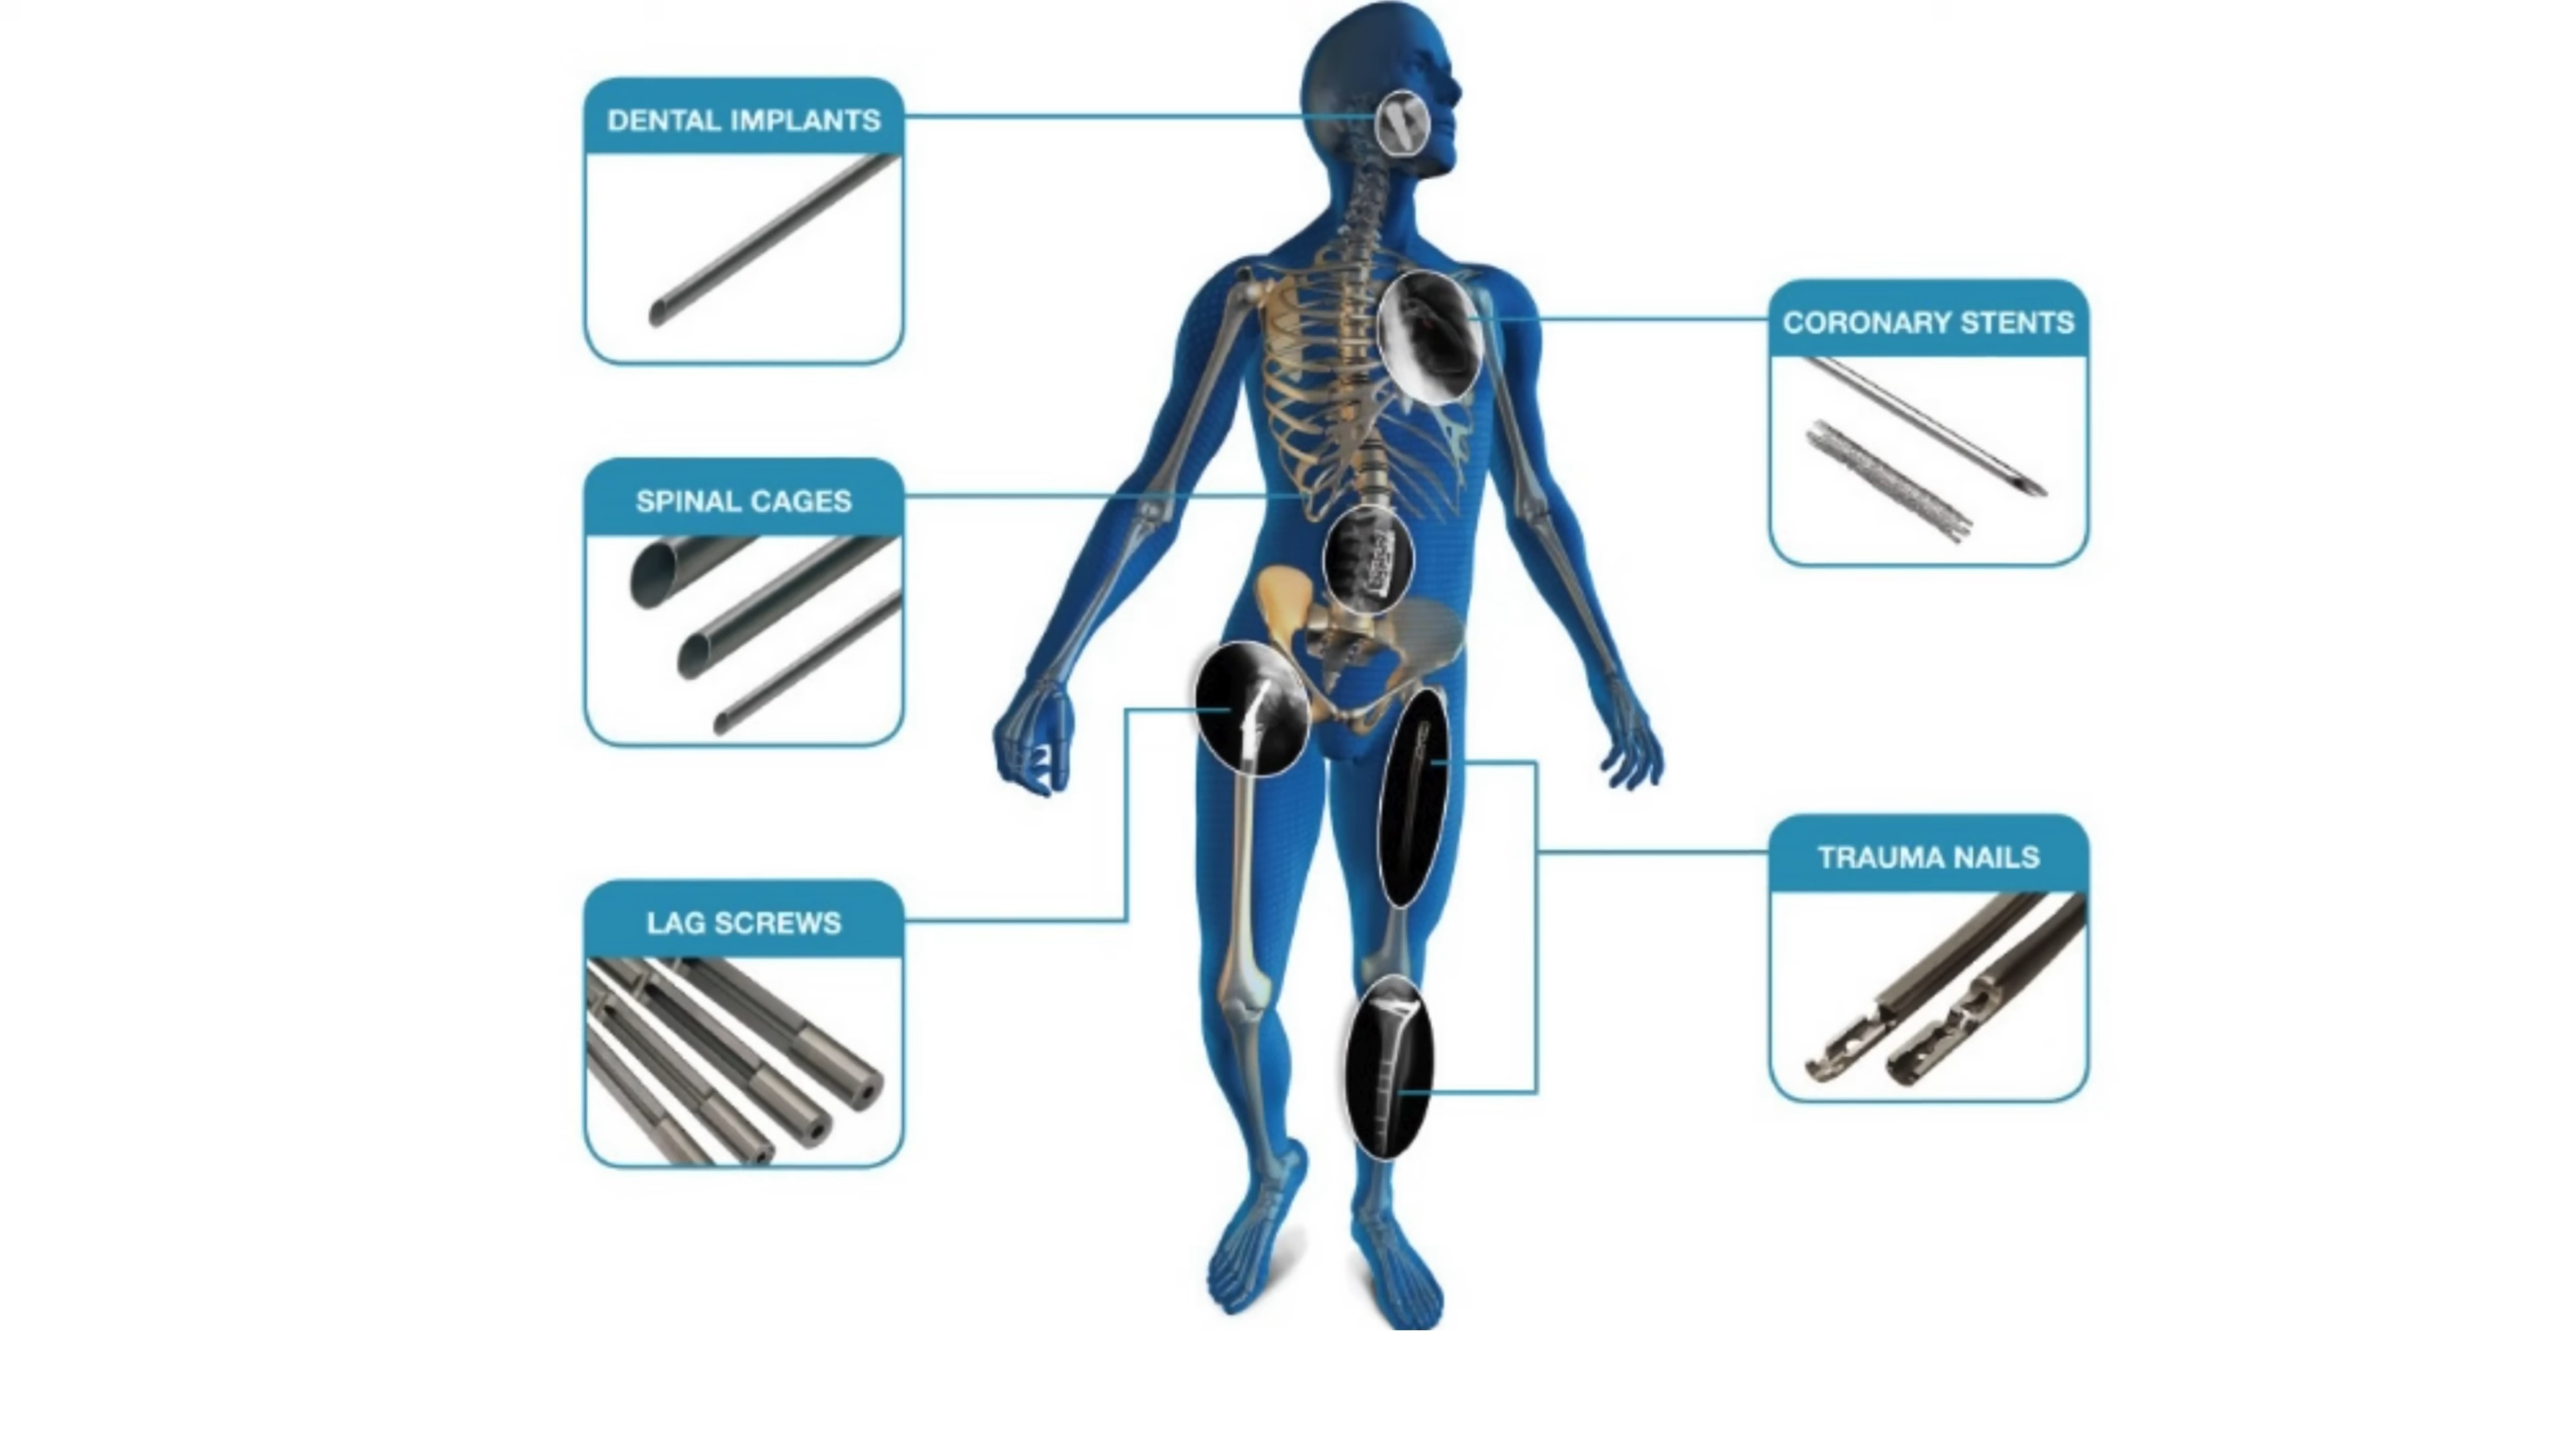 DENTAL IMPLANTS
CORONARY STENTS
SPINAL CAGES
TRAUMA NAILS
LAG SCREWS